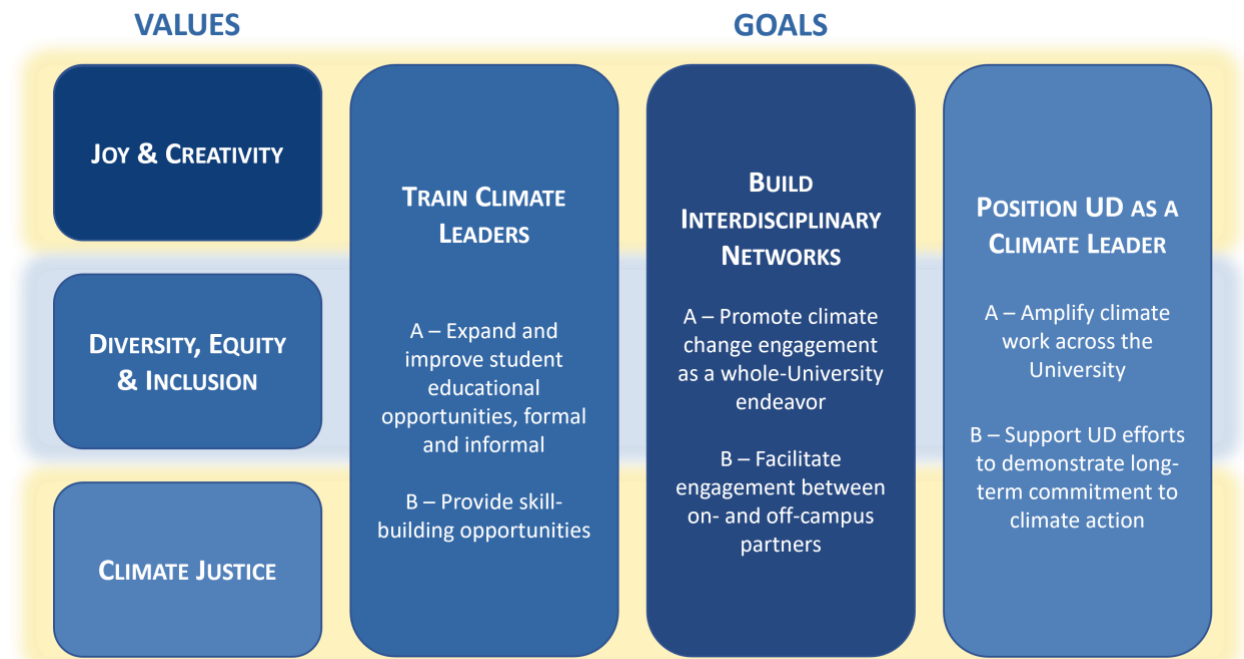 VALUES
GOALS
JOY & CREATIVITY
DIVERSITY, EQUITY
& INCLUSION
CLIMATE JUSTICE
TRAIN CLIMATE
LEADERS
A – Expand and
improve student
educational
opportunities, formal
and informal
B – Provide skill-
building opportunities
BUILD
INTERDISCIPLINARY
NETWORKS
A – Promote climate
change engagement
as a whole-University
endeavor
B – Facilitate
engagement between
on- and off-campus
partners
POSITION UD AS A
CLIMATE LEADER
A – Amplify climate
work across the
University
B – Support UD efforts
to demonstrate long-
term commitment to
climate action